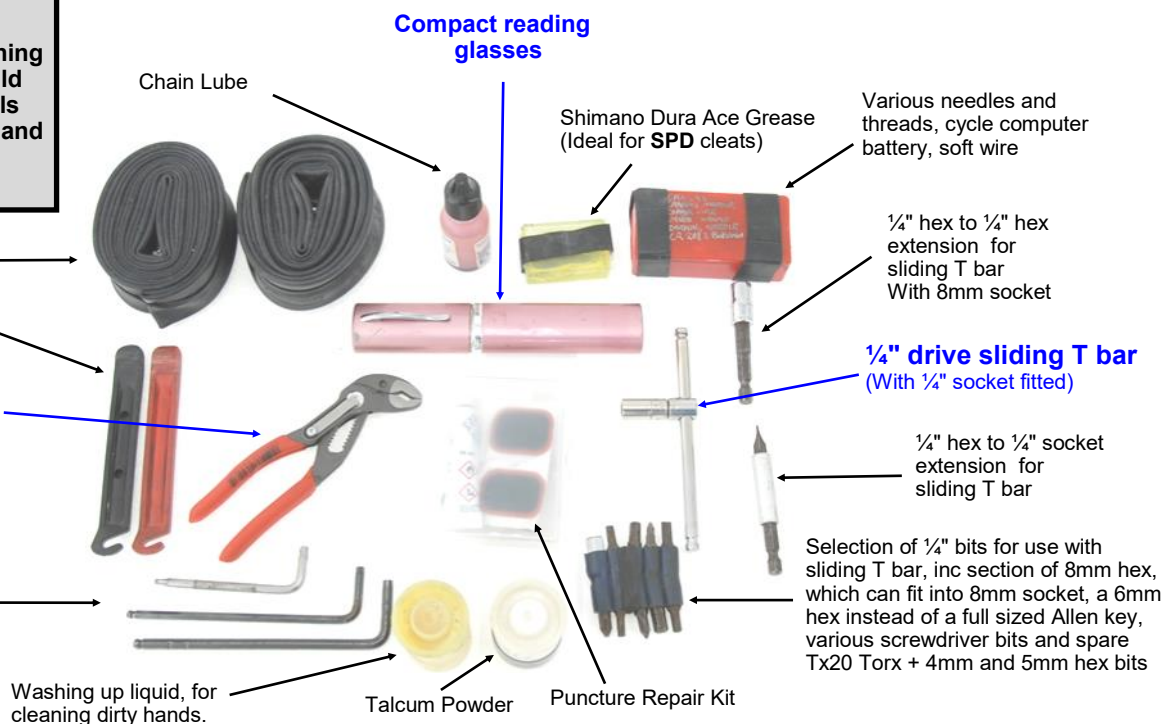 ning
ld
ls
and
Compact reading
glasses
Chain Lube
Shimano Dura Ace Grease
(Ideal for SPD cleats)
Various needles and
threads, cycle computer
battery, soft wire
¼" hex to ¼" hex
extension for
sliding T bar
With 8mm socket
¼" drive sliding T bar
(With ¼" socket fitted)
¼" hex to ¼" socket
extension for
sliding T bar
Selection of ¼" bits for use with
sliding T bar, inc section of 8mm hex,
which can fit into 8mm socket, a 6mm
hex instead of a full sized Allen key,
various screwdriver bits and spare
Tx20 Torx + 4mm and 5mm hex bits
Washing up liquid, for
cleaning dirty hands.
Talcum Powder
Puncture Repair Kit